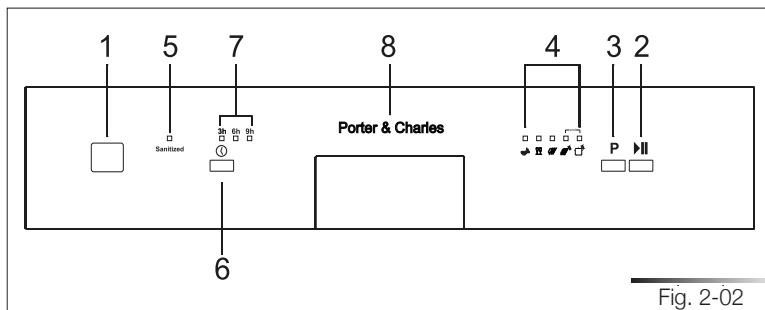 1 5 7 8 4 3 2
3h 6h 9h
Sanitized
Porter & Charles
P
6
Fig. 2-02